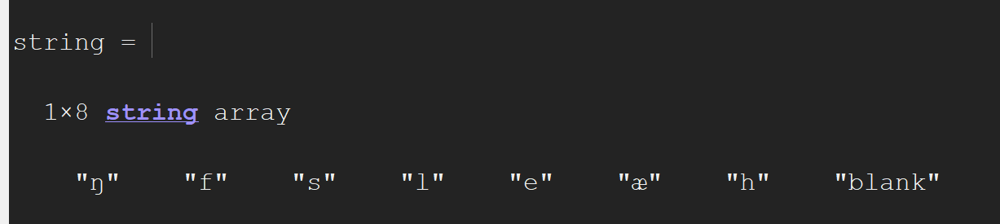 string =
1×8 string array
"ŋ" "f" "s" "l" "e" "æ" "h" "blank"